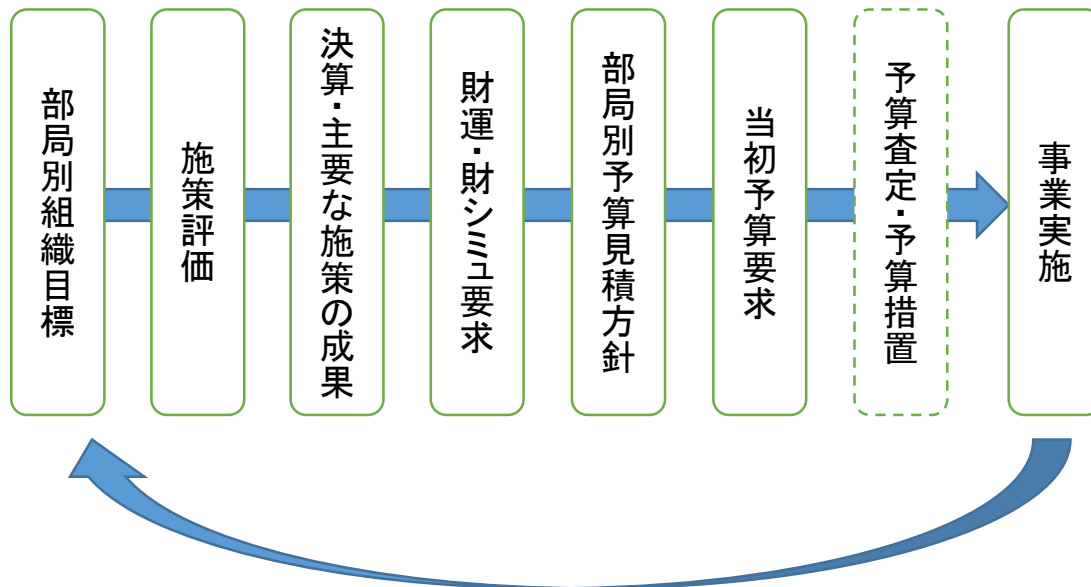 部局別組織目標
施策評価
決算・主要な施策の成果
財運・財シミュ要求
部局別予算見積方針
当初予算要求
予算査定・予算措置
事業実施